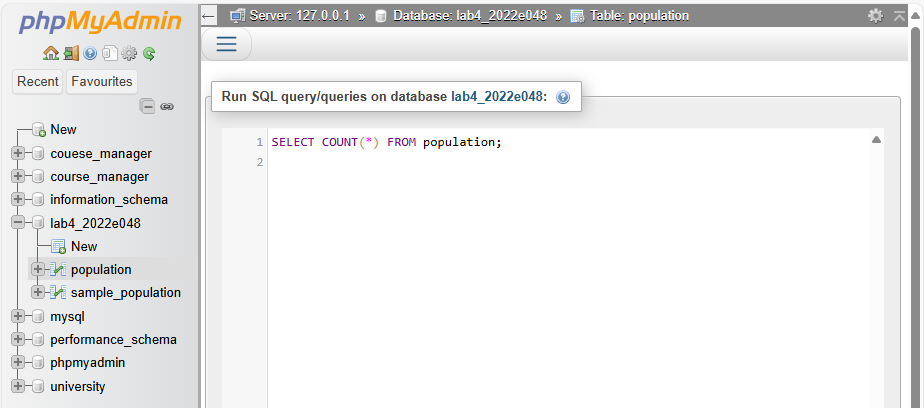 phpMyAdmin
Recent Favourites
New
couese_manager
course_manager
information_schema
lab4_2022e048
New
population
sample_population
mysql
performance_schema
phpmyadmin
university
Server: 127.0.0.1 » Database: lab4_2022e048 » Table: population
Run SQL query/queries on database lab4_2022e048:
1 SELECT COUNT(*) FROM population;
2